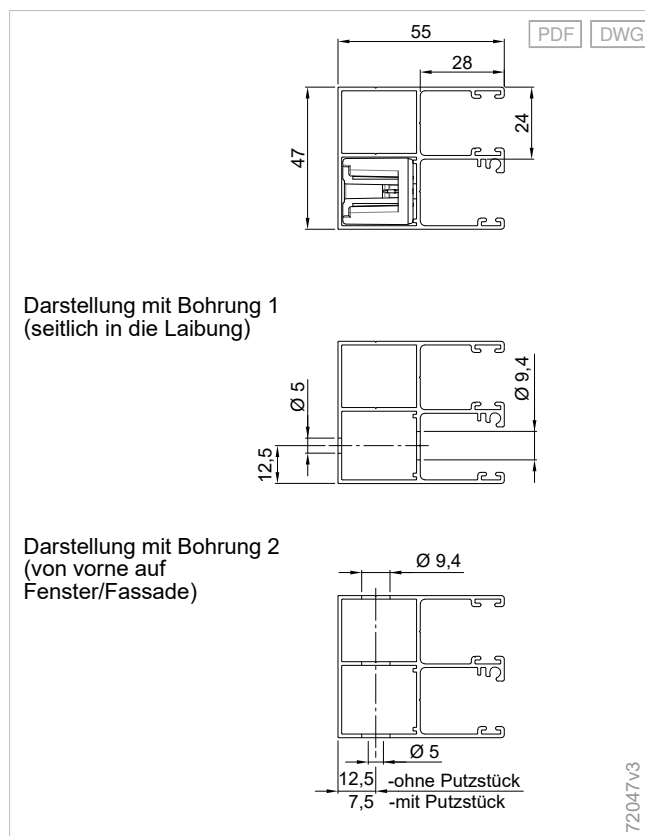 55
PDF DWG
28
24
47
Darstellung mit Bohrung 1
(seitlich in die Laibung)
Ø 5
Ø 9,4
12,5
Darstellung mit Bohrung 2
(von vorne auf
Fenster/Fassade)
Ø 9,4
Ø 5
12,5 -ohne Putzstück
7,5 -mit Putzstück
72047v3